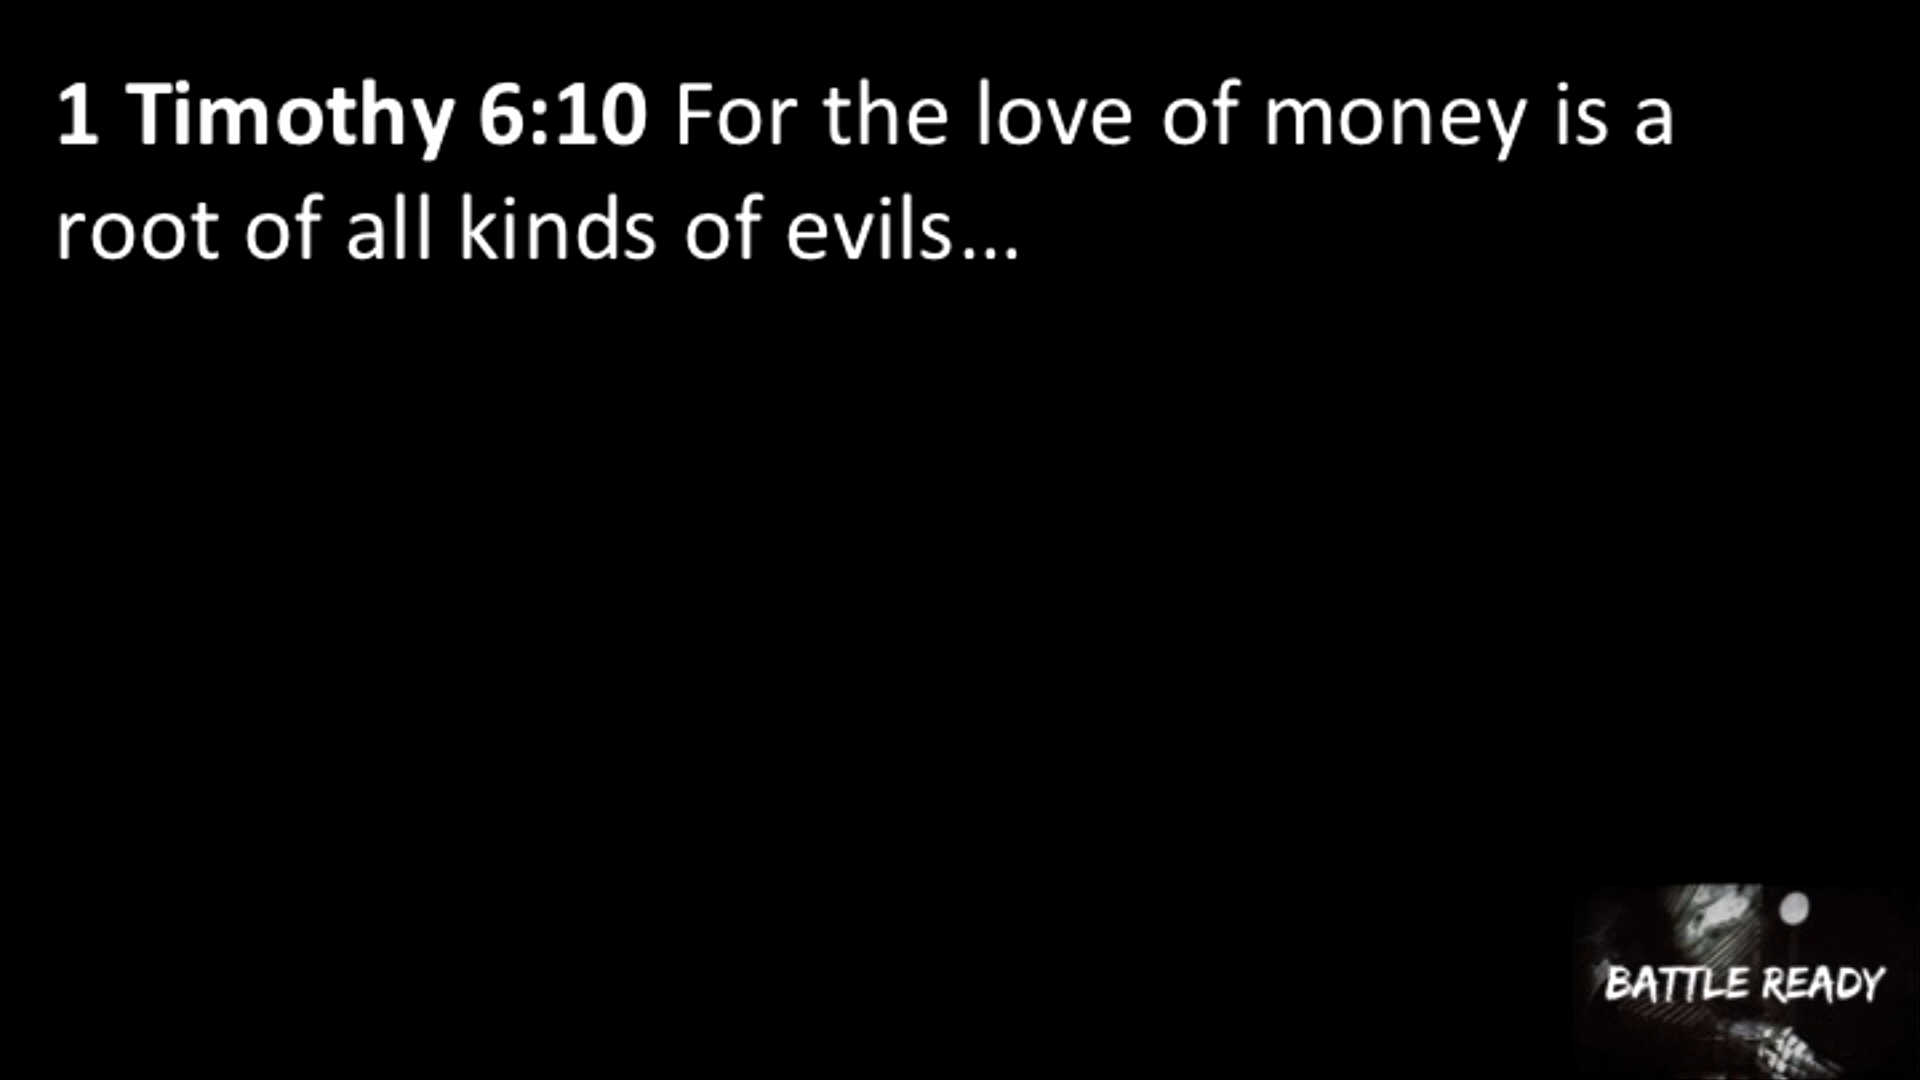 1 Timothy 6:10 For the love of money is a
root of all kinds of evils...
BATTLE READY